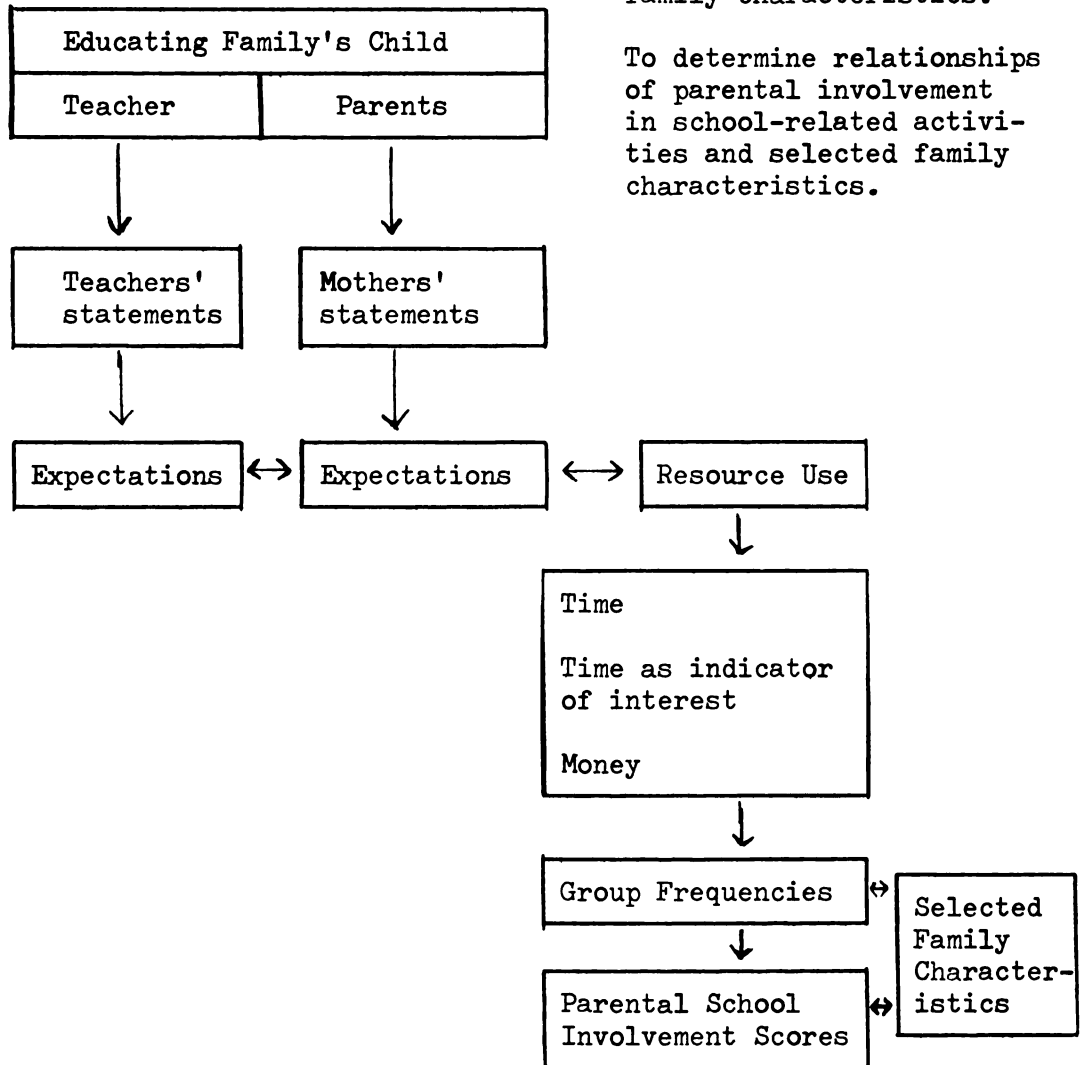 family characteristics.
To determine relationships
of parental involvement
in school-related activi-
ties and selected family
characteristics.
Educating Family's Child
Teacher
Parents
Teachers'
statements
Mothers'
statements
Expectations
Expectations
Resource Use
Time
Time as indicator
of interest
Money
Group Frequencies
Selected
Family
Character-
istics
Parental School
Involvement Scores